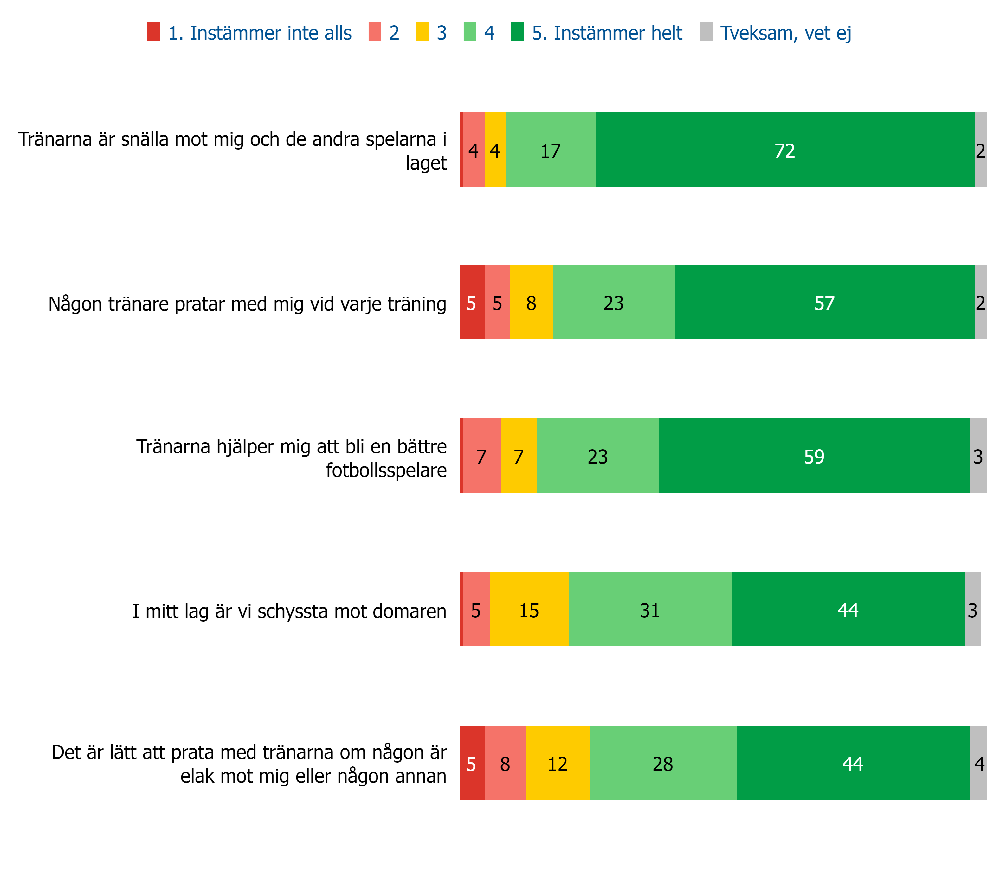 1. Instämmer inte alls 2 3 4 5. Instämmer helt Tveksam, vet ej
Tränarna är snälla mot mig och de andra spelarna i
laget
4 4 17 72 2
Någon tränare pratar med mig vid varje träning
5 5 8 23 57 2
Tränarna hjälper mig att bli en bättre
fotbollsspelare
7 7 23 59 3
I mitt lag är vi schyssta mot domaren
5 15 31 44 3
Det är lätt att prata med tränarna om någon är
elak mot mig eller någon annan
5 8 12 28 44 4